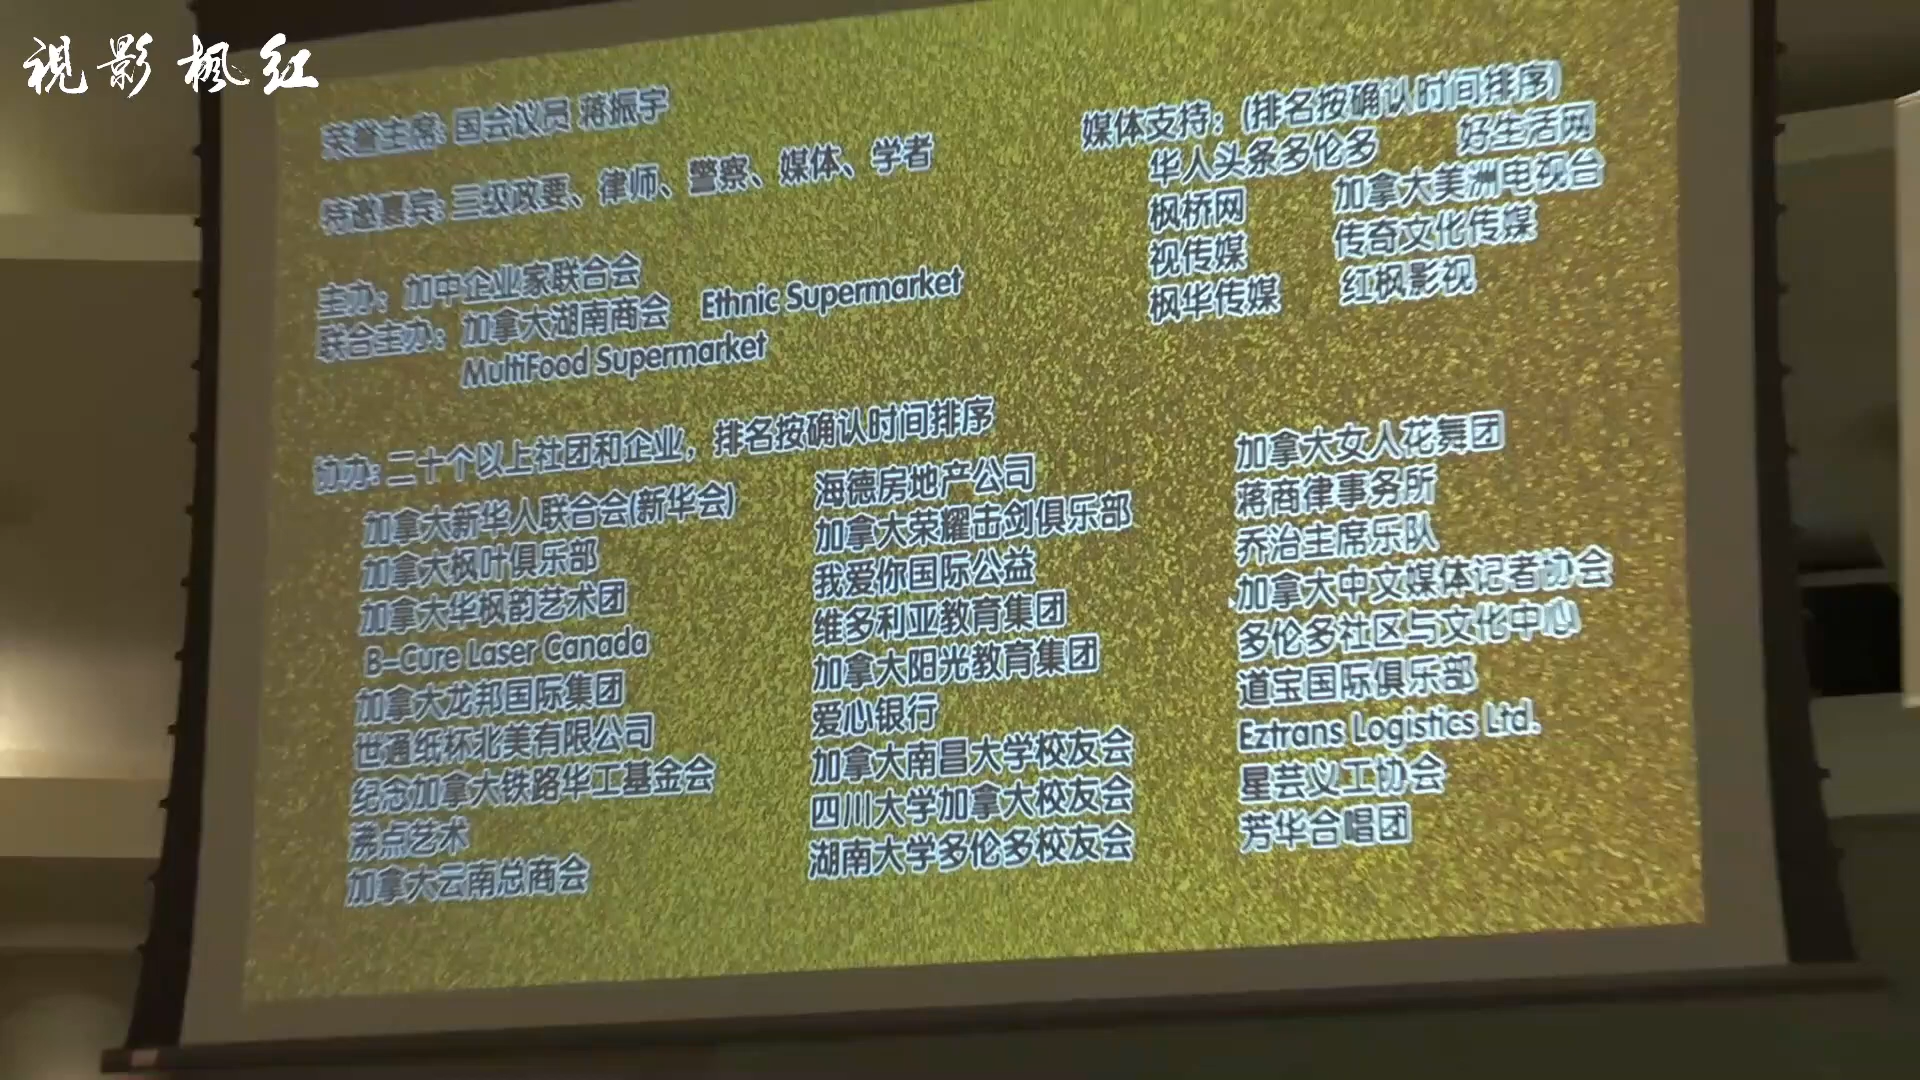 視影枫红
荣誉主席: 国会议员 蒋振宇
特邀嘉宾: 三级政要、律师、警察、媒体、学者
主办：加中企业家联合会
联合主办：加拿大湖南商会 Ethnic Supermarket
MultiFood Supermarket
媒体支持：(排名按确认时间排序)
华人头条多伦多 好生活网
枫桥网 加拿大美洲电视台
视传媒 传奇文化传媒
枫华传媒 红枫影视
协办: 二十个以上社团和企业，排名按确认时间排序
加拿大新华人联合会(新华会)
加拿大枫叶俱乐部
加拿大华枫韵艺术团
B-Cure Laser Canada
加拿大龙邦国际集团
世通纸杯北美有限公司
纪念加拿大铁路华工基金会
沸点艺术
加拿大云南总商会
海德房地产公司
加拿大荣耀击剑俱乐部
我爱你国际公益
维多利亚教育集团
加拿大阳光教育集团
爱心银行
加拿大南昌大学校友会
四川大学加拿大校友会
湖南大学多伦多校友会
加拿大女人花舞团
蒋商律事务所
乔治主席乐队
加拿大中文媒体记者协会
多伦多社区与文化中心
道宝国际俱乐部
Eztrans Logistics Ltd.
星芸义工协会
芳华合唱团